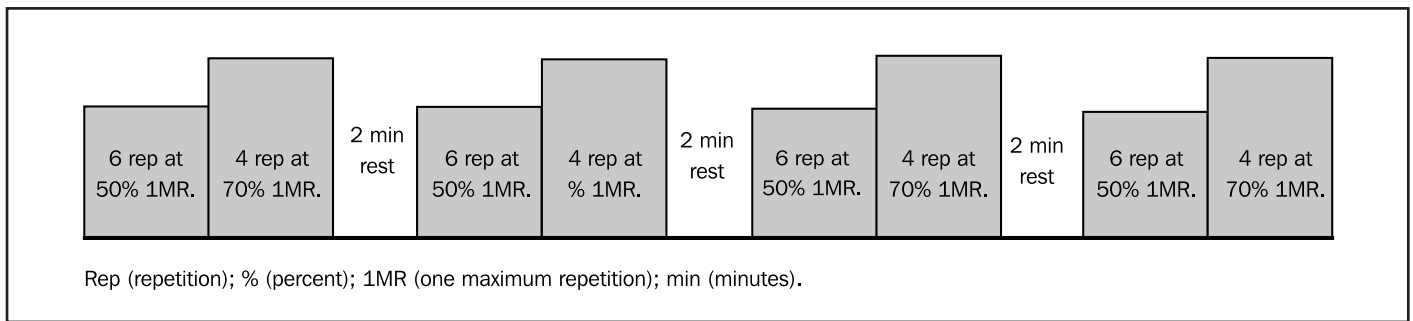 6 rep at
50% 1MR.
4 rep at
70% 1MR.
2 min
rest
6 rep at
50% 1MR.
4 rep at
% 1MR.
2 min
rest
6 rep at
50% 1MR.
4 rep at
70% 1MR.
2 min
rest
6 rep at
50% 1MR.
4 rep at
70% 1MR.
Rep (repetition); % (percent); 1MR (one maximum repetition); min (minutes).